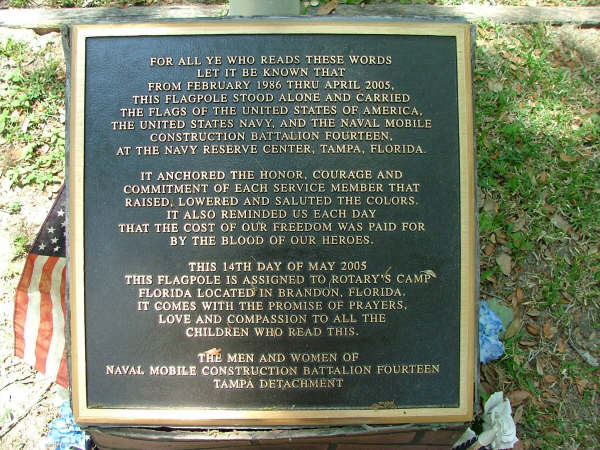 FOR ALL YE WHO READS THESE WORDS
LET IT BE KNOWN THAT
FROM FEBRUARY 1986 THRU APRIL 2005,
THIS FLAGPOLE STOOD ALONE AND CARRIED
THE FLAGS OF THE UNITED STATES OF AMERICA,
THE UNITED STATES NAVY, AND THE NAVAL MOBILE
CONSTRUCTION BATTALION FOURTEEN,
AT THE NAVY RESERVE CENTER, TAMPA, FLORIDA.
IT ANCHORED THE HONOR, COURAGE AND
COMMITMENT OF EACH SERVICE MEMBER THAT
RAISED, LOWERED AND SALUTED THE COLORS.
IT ALSO REMINDED US EACH DAY
THAT THE COST OF OUR FREEDOM WAS PAID FOR
BY THE BLOOD OF OUR HEROES.
THIS 14TH DAY OF MAY 2005
THIS FLAGPOLE IS ASSIGNED TO ROTARY'S CAMP
FLORIDA LOCATED IN BRANDON, FLORIDA.
IT COMES WITH THE PROMISE OF PRAYERS,
LOVE AND COMPASSION TO ALL THE
CHILDREN WHO READ THIS.
THE MEN AND WOMEN OF
NAVAL MOBILE CONSTRUCTION BATTALION FOURTEEN
TAMPA DETACHMENT